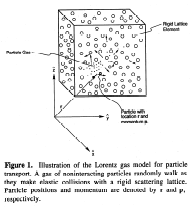 Rigid Lattice
Element
Particle Gas
Particle with
location r and
momentum p.
Figure 1. Illustration of the Lorentz gas model for particle
transport. A gas of noninteracting particles randomly walk as
they make elastic collisions with a rigid scattering lattice.
Particle positions and momentum are denoted by r and p,
respectively.